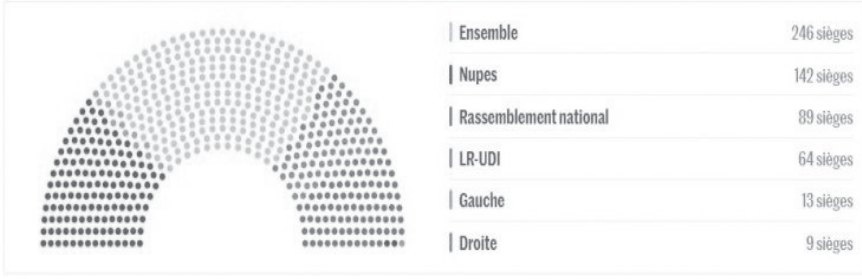 Ensemble 246 sièges
Nupes 142 sièges
Rassemblement national 89 sièges
LR-UDI 64 sièges
Gauche 13 sièges
Droite 9 sièges